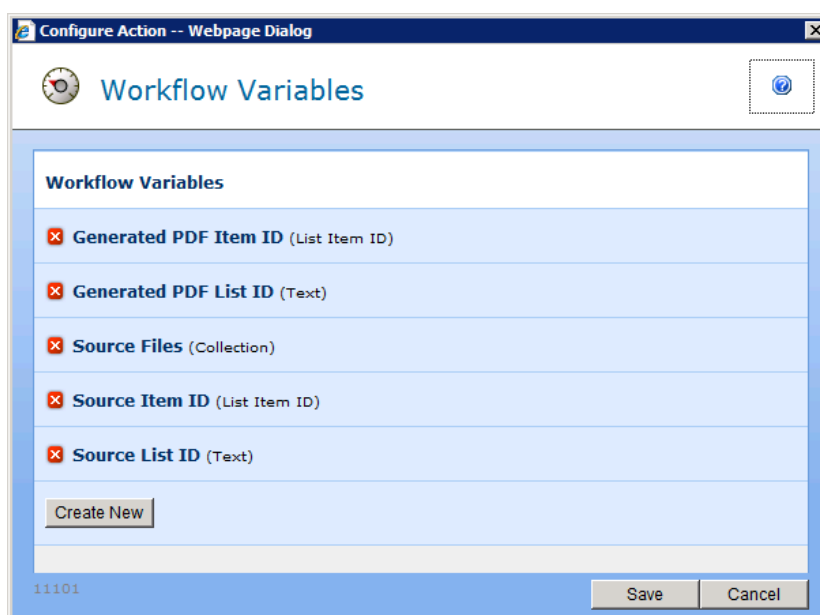 Configure Action -- Webpage Dialog
Workflow Variables
Workflow Variables
Generated PDF Item ID (List Item ID)
Generated PDF List ID (Text)
Source Files (Collection)
Source Item ID (List Item ID)
Source List ID (Text)
Create New
11101
Save Cancel